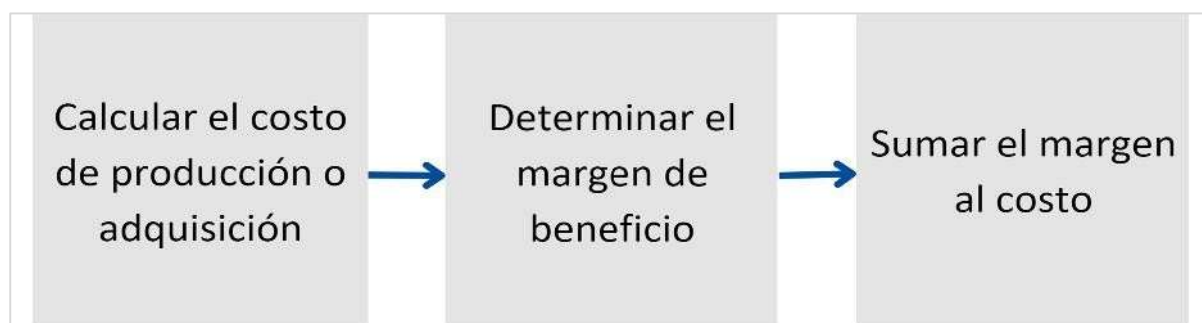 Calcular el costo
de producción o
adquisición
Determinar el
margen de
beneficio
Sumar el margen
al costo